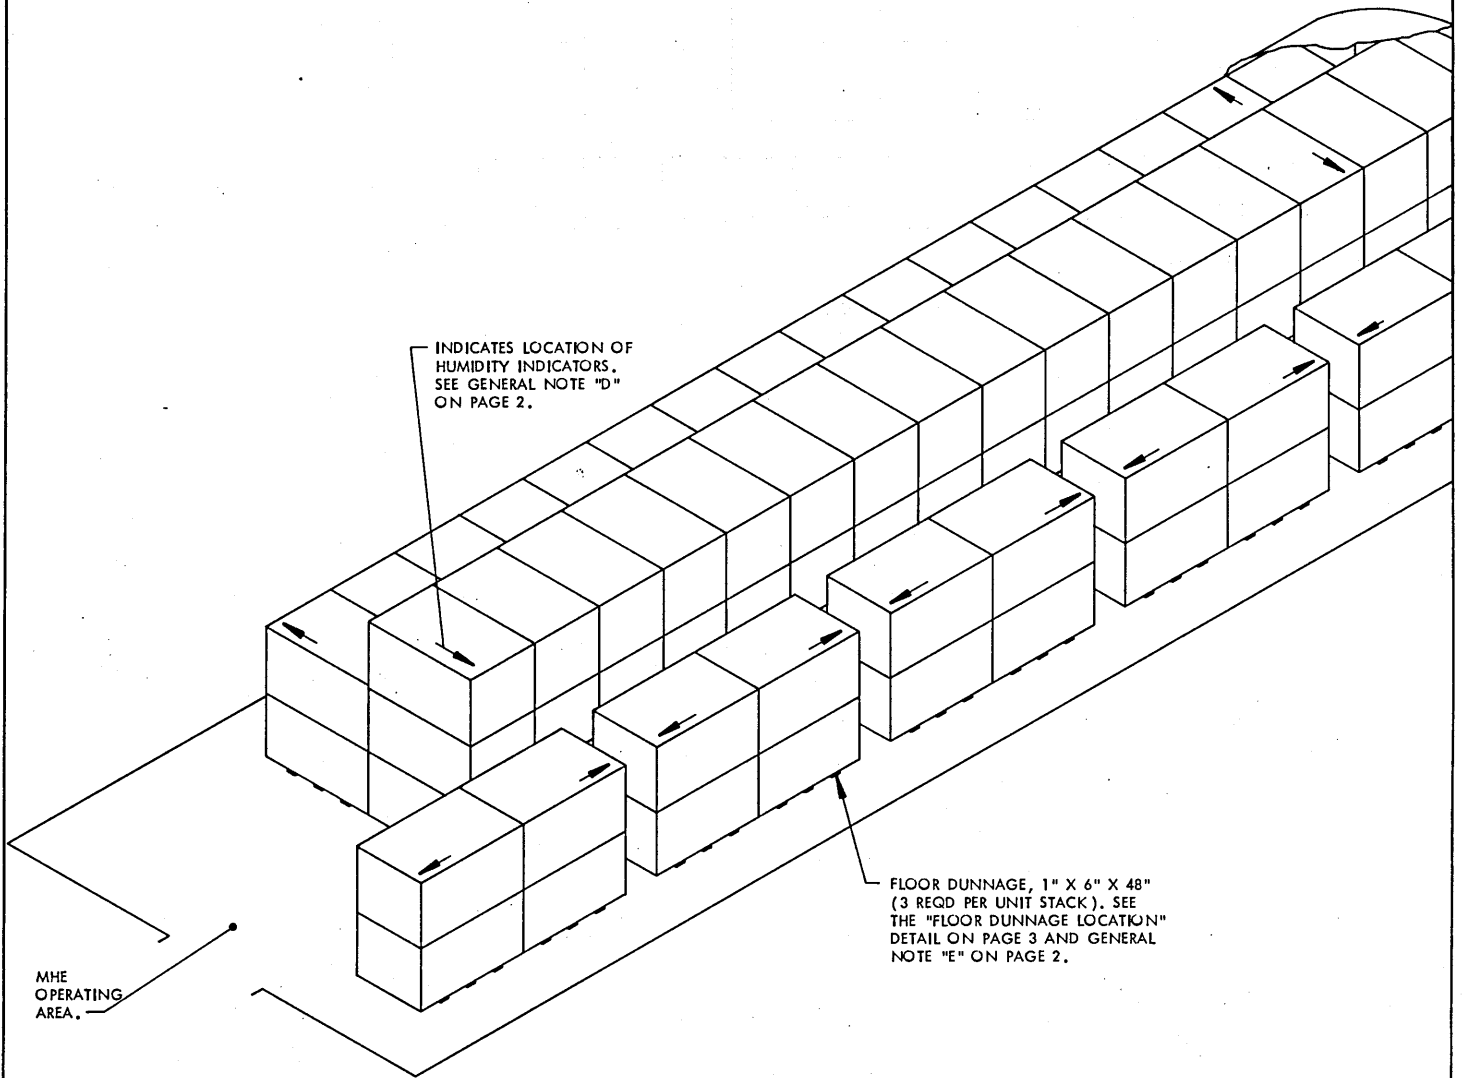 INDICATES LOCATION OF
HUMIDITY INDICATORS.
SEE GENERAL NOTE "D"
ON PAGE 2.
FLOOR DUNNAGE, 1" X 6" X 48"
(3 REQD PER UNIT STACK). SEE
THE "FLOOR DUNNAGE LOCATION"
DETAIL ON PAGE 3 AND GENERAL
NOTE "E" ON PAGE 2.
MHE
OPERATING
AREA.